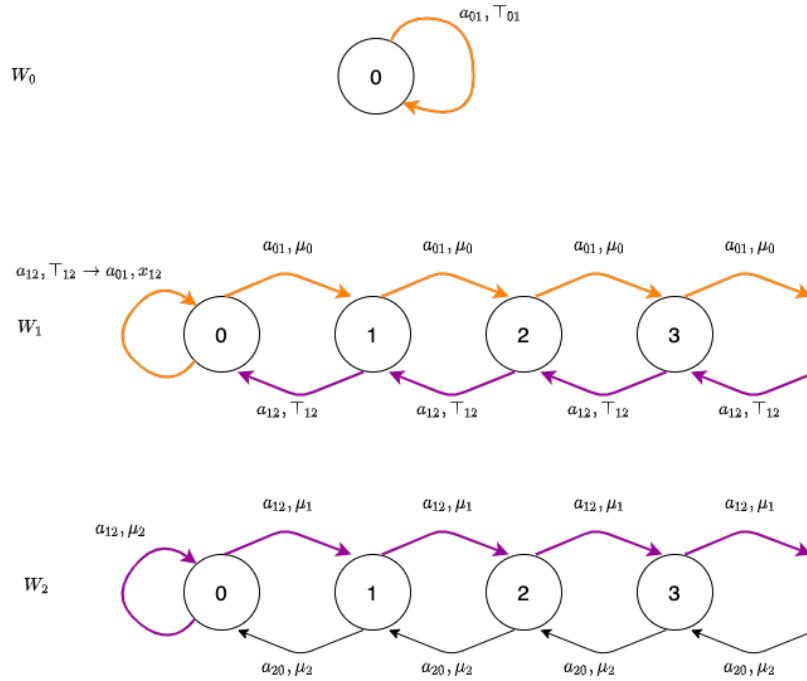 a₀₁, ⊤₀₁
W₀
0
a₀₁, μ₀ a₀₁, μ₀ a₀₁, μ₀ a₀₁, μ₀
a₁₂, ⊤₁₂ → a₀₁, x₁₂
W₁
0 1 2 3
a₁₂, ⊤₁₂ a₁₂, ⊤₁₂ a₁₂, ⊤₁₂ a₁₂, ⊤₁₂
a₁₂, μ₁ a₁₂, μ₁ a₁₂, μ₁ a₁₂, μ₁
a₁₂, μ₂
W₂
0 1 2 3
a₂₀, μ₂ a₂₀, μ₂ a₂₀, μ₂ a₂₀, μ₂